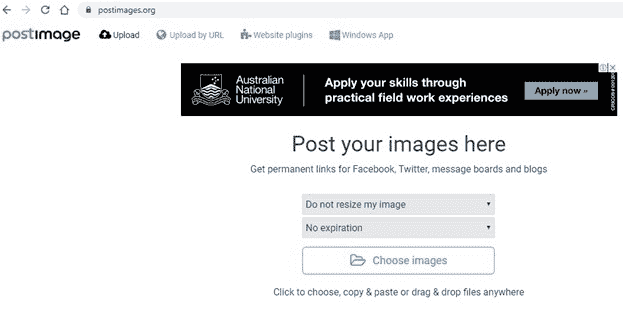 postimages.org
postimage Upload Upload by URL Website plugins Windows App
Australian
National
University
Apply your skills through
practical field work experiences
Apply now »
Post your images here
Get permanent links for Facebook, Twitter, message boards and blogs
Do not resize my image
No expiration
Choose images
Click to choose, copy & paste or drag & drop files anywhere